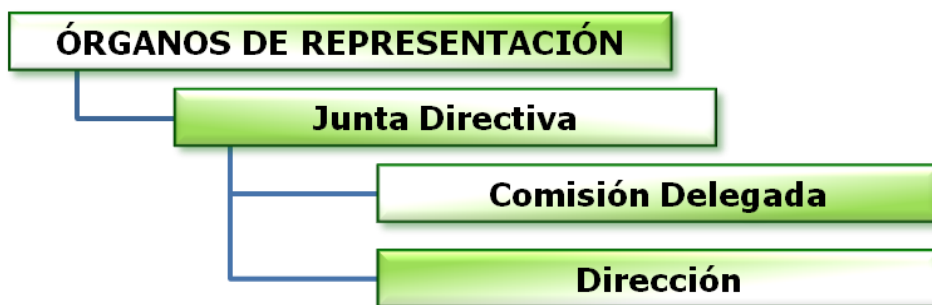 ÓRGANOS DE REPRESENTACIÓN
Junta Directiva
Comisión Delegada
Dirección